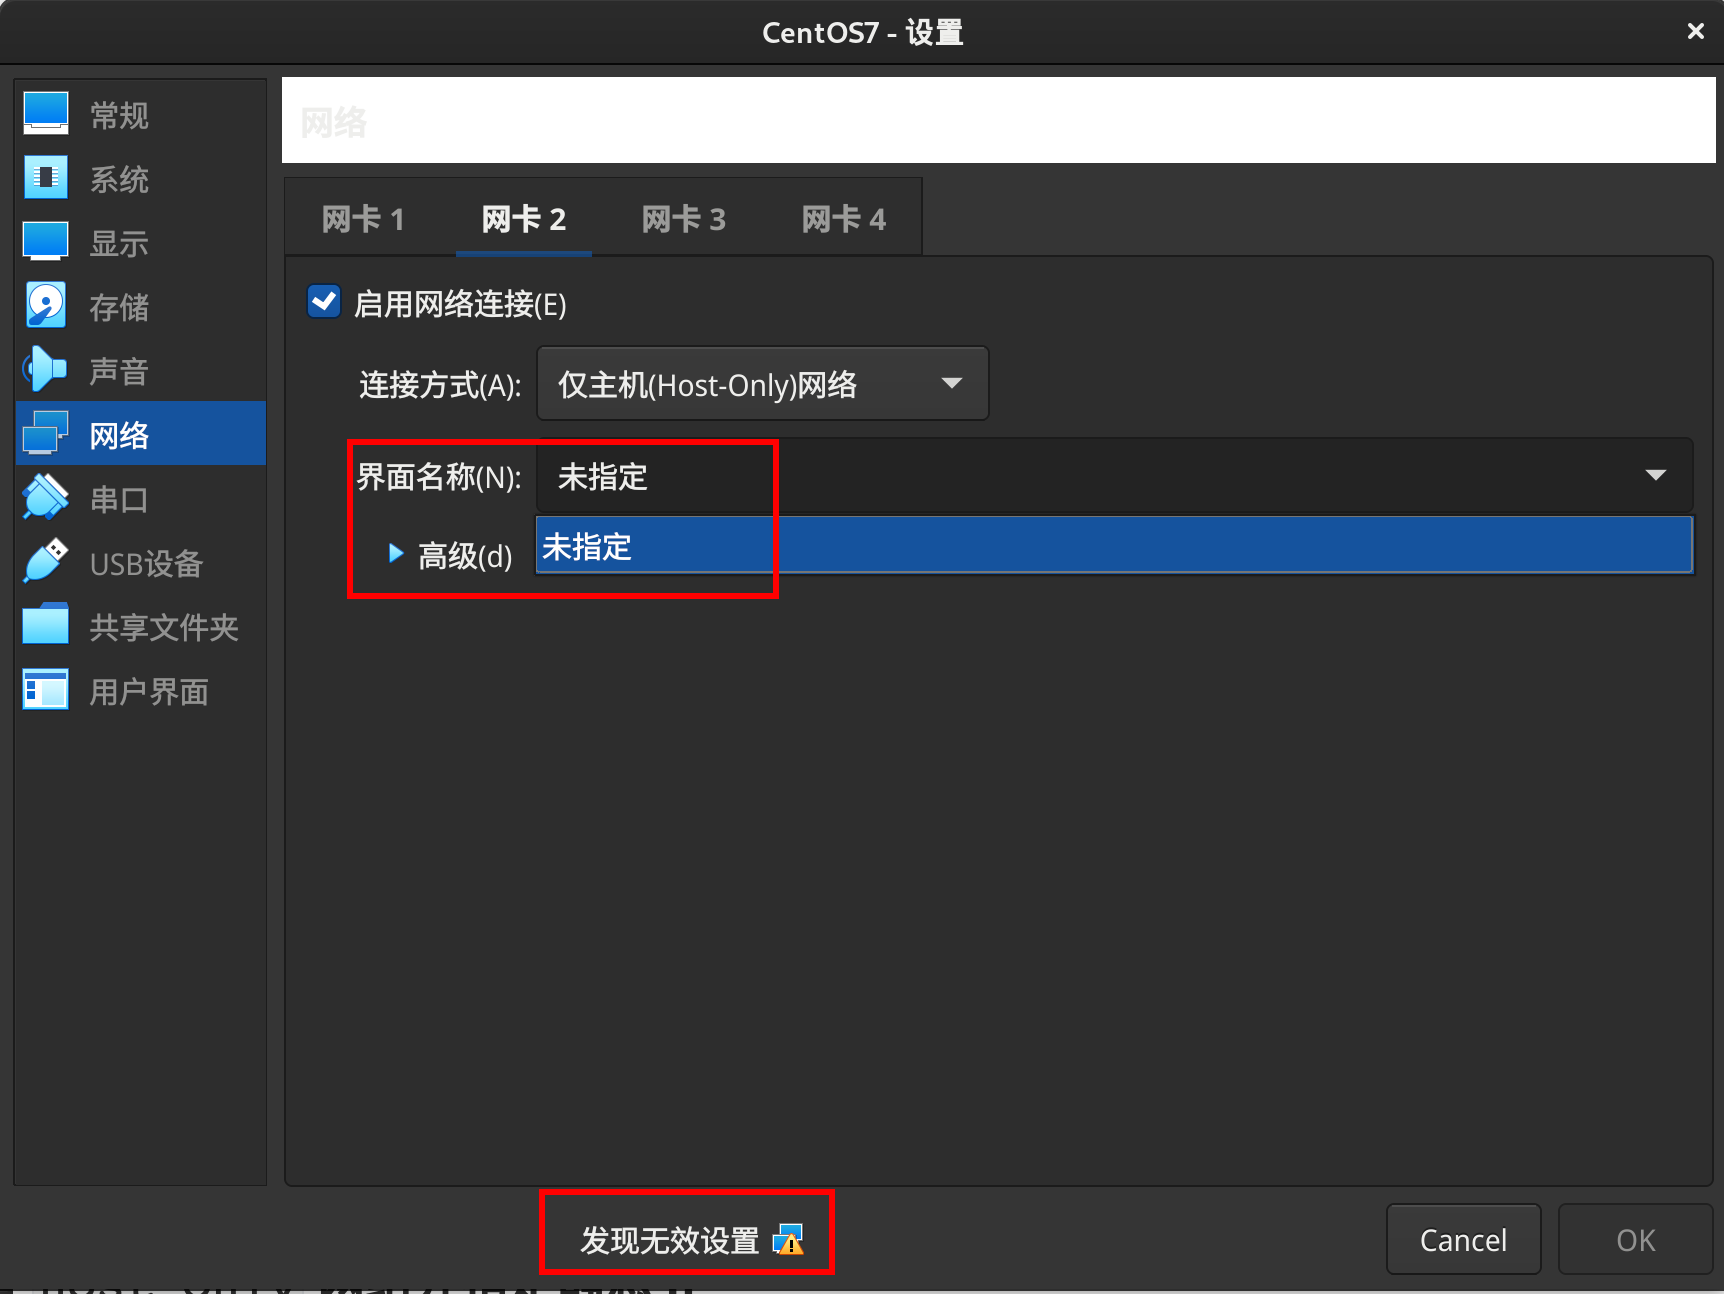 CentOS7 - 设置
常规
系统
显示
存储
声音
网络
串口
USB设备
共享文件夹
用户界面
网络
网卡 1 网卡 2 网卡 3 网卡 4
启用网络连接(E)
连接方式(A): 仅主机(Host-Only)网络
界面名称(N): 未指定
未指定
高级(d)
发现无效设置
Cancel OK